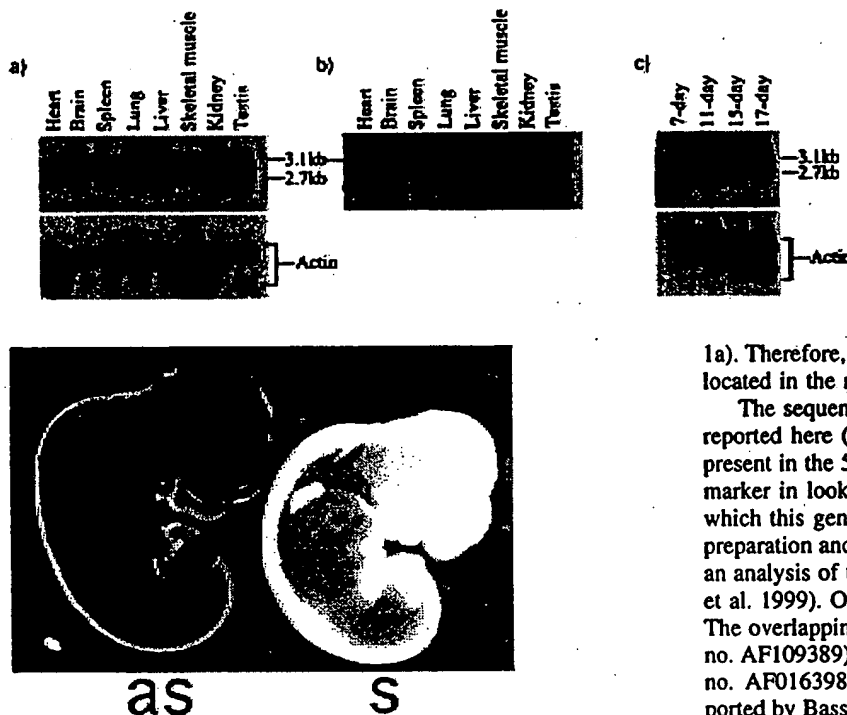 a)
Heart
Brain
Spleen
Lung
Liver
Skeletal muscle
Kidney
Testis
3.1kb
2.7kb
Actin
b)
Heart
Brain
Spleen
Lung
Liver
Skeletal muscle
Kidney
Testis
c)
7-day
11-day
15-day
17-day
3.1kb
2.7kb
Actin
as
s
1a). Therefore,
located in the
The sequen
reported here (
present in the 5
marker in look
which this gen
preparation and
an analysis of
et al. 1999). O
The overlappin
no. AF109389)
no. AF016398
ported by Bass